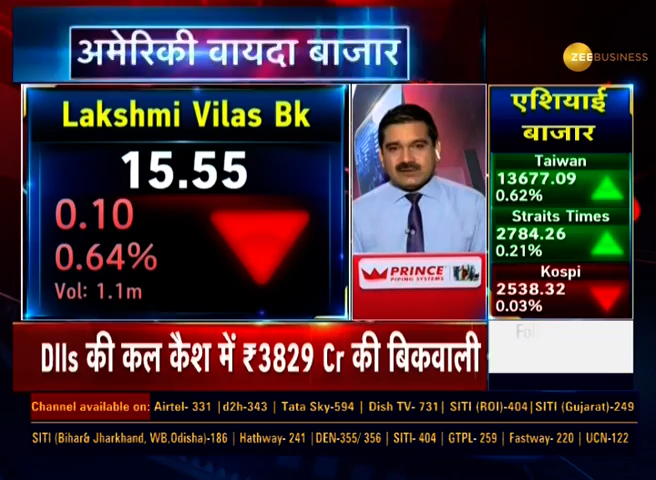 अमेरिकी वायदा बाजार
ZEEBUSINESS
Lakshmi Vilas Bk
15.55
0.10
0.64%
Vol: 1.1m
PRINCE
PIPING SYSTEMS
एशियाई
बाजार
Taiwan
13677.09
0.62%
Straits Times
2784.26
0.21%
Kospi
2538.32
0.03%
DIIs की कल कैश में ₹3829 Cr की बिकवाली
Channel available on: Airtel- 331 |d2h-343 | Tata Sky-594 | Dish TV- 731| SITI (ROI)-404|SITI (Gujarat)-249
SITI (Bihar& Jharkhand, WB,Odisha)-186 | Hathway- 241 |DEN-355/ 356 | SITI- 404 | GTPL- 259 | Fastway- 220 | UCN-122